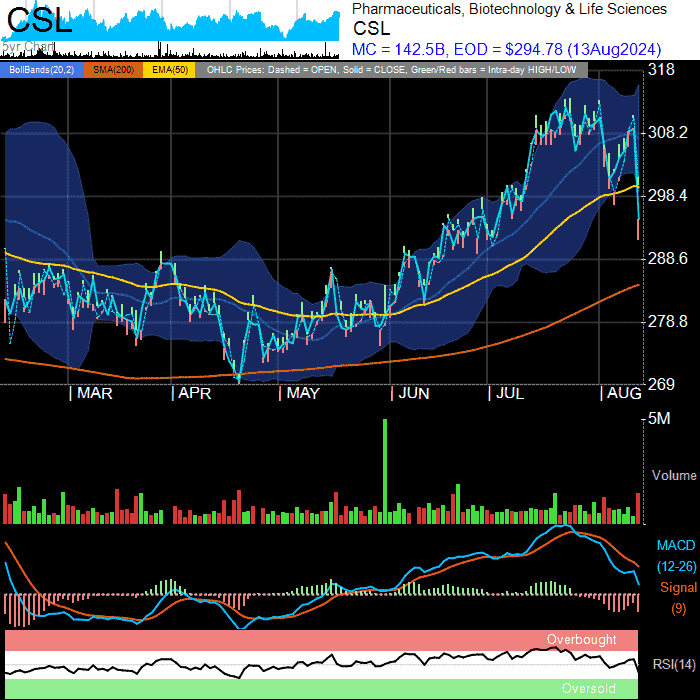 CSL
5yr Chart
Pharmaceuticals, Biotechnology & Life Sciences
CSL
MC = 142.5B, EOD = $294.78 (13Aug2024)
BollBands(20,2) SMA(200) EMA(50) OHLC Prices: Dashed = OPEN, Solid = CLOSE, Green/Red bars = Intra-day HIGH/LOW
318
308.2
298.4
288.6
278.8
269
MAR APR MAY JUN JUL AUG
5M
Volume
MACD
(12-26)
Signal
(9)
Overbought
RSI(14)
Oversold